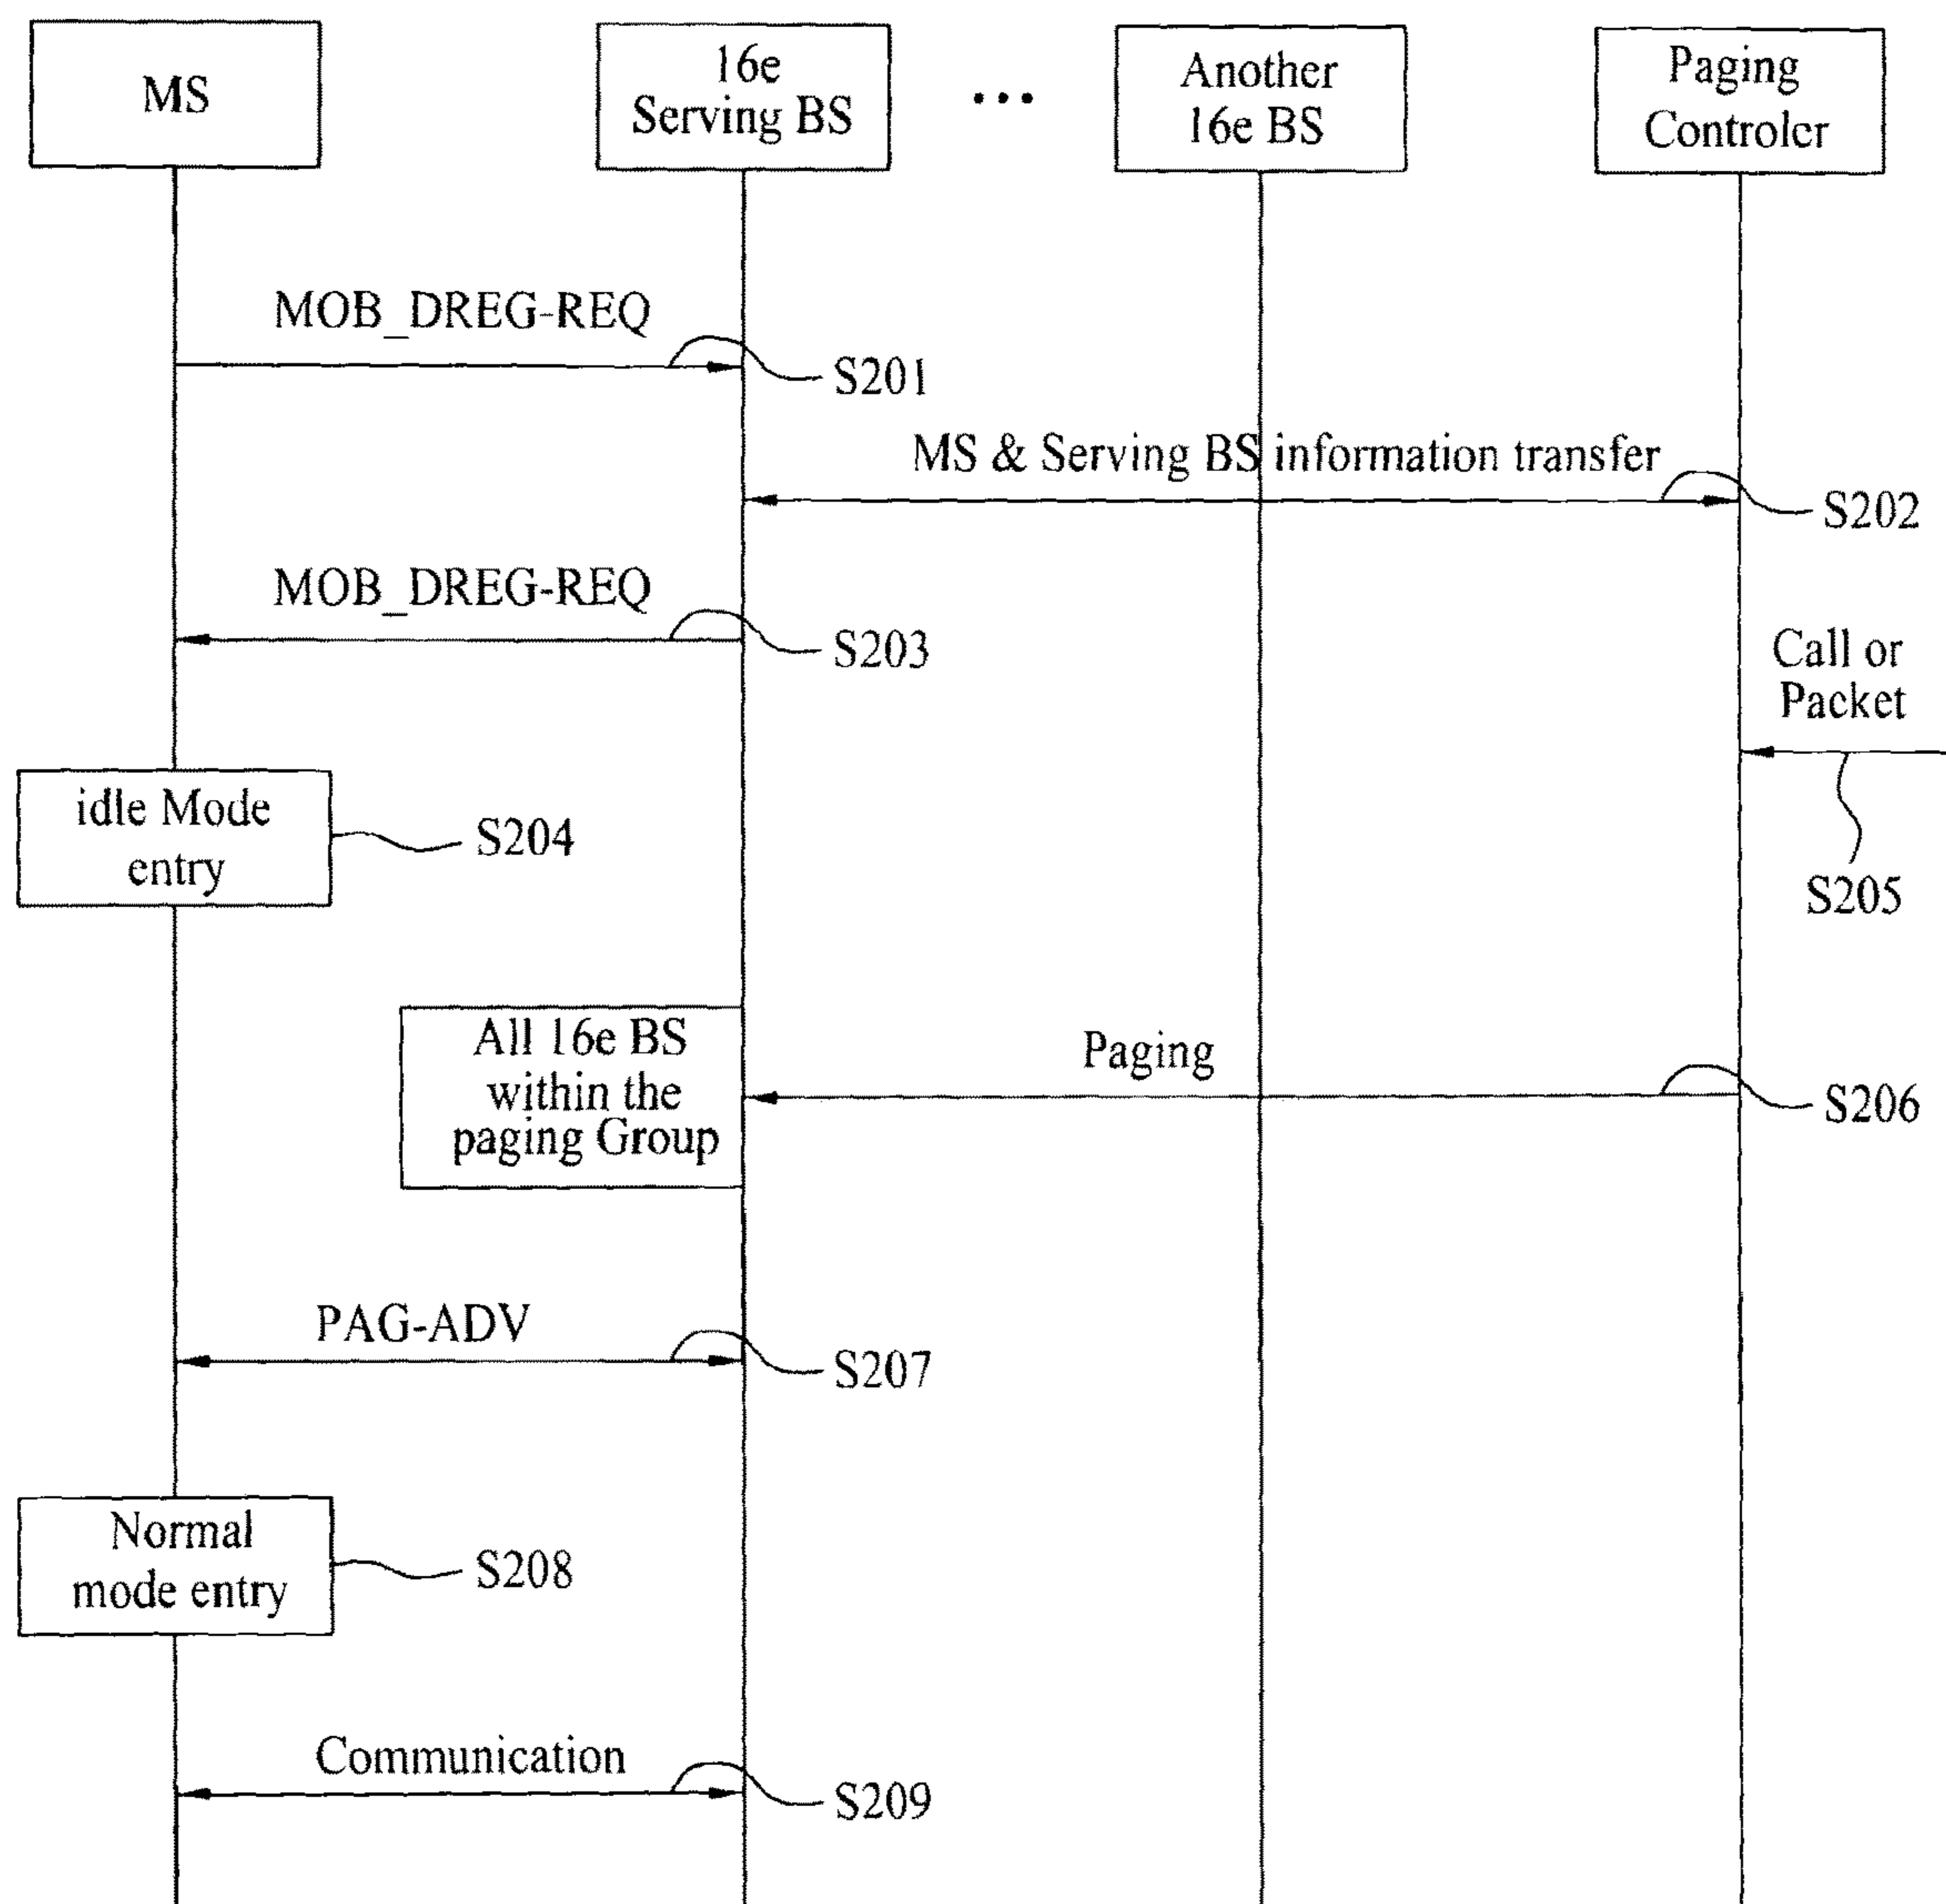 MS
16e
Serving BS
...
Another
16e BS
Paging
Controler
MOB_DREG-REQ
S201
MS & Serving BS information transfer
S202
MOB_DREG-REQ
S203
Call or
Packet
S205
idle Mode
entry
S204
All 16e BS
within the
paging Group
Paging
S206
PAG-ADV
S207
Normal
mode entry
S208
Communication
S209